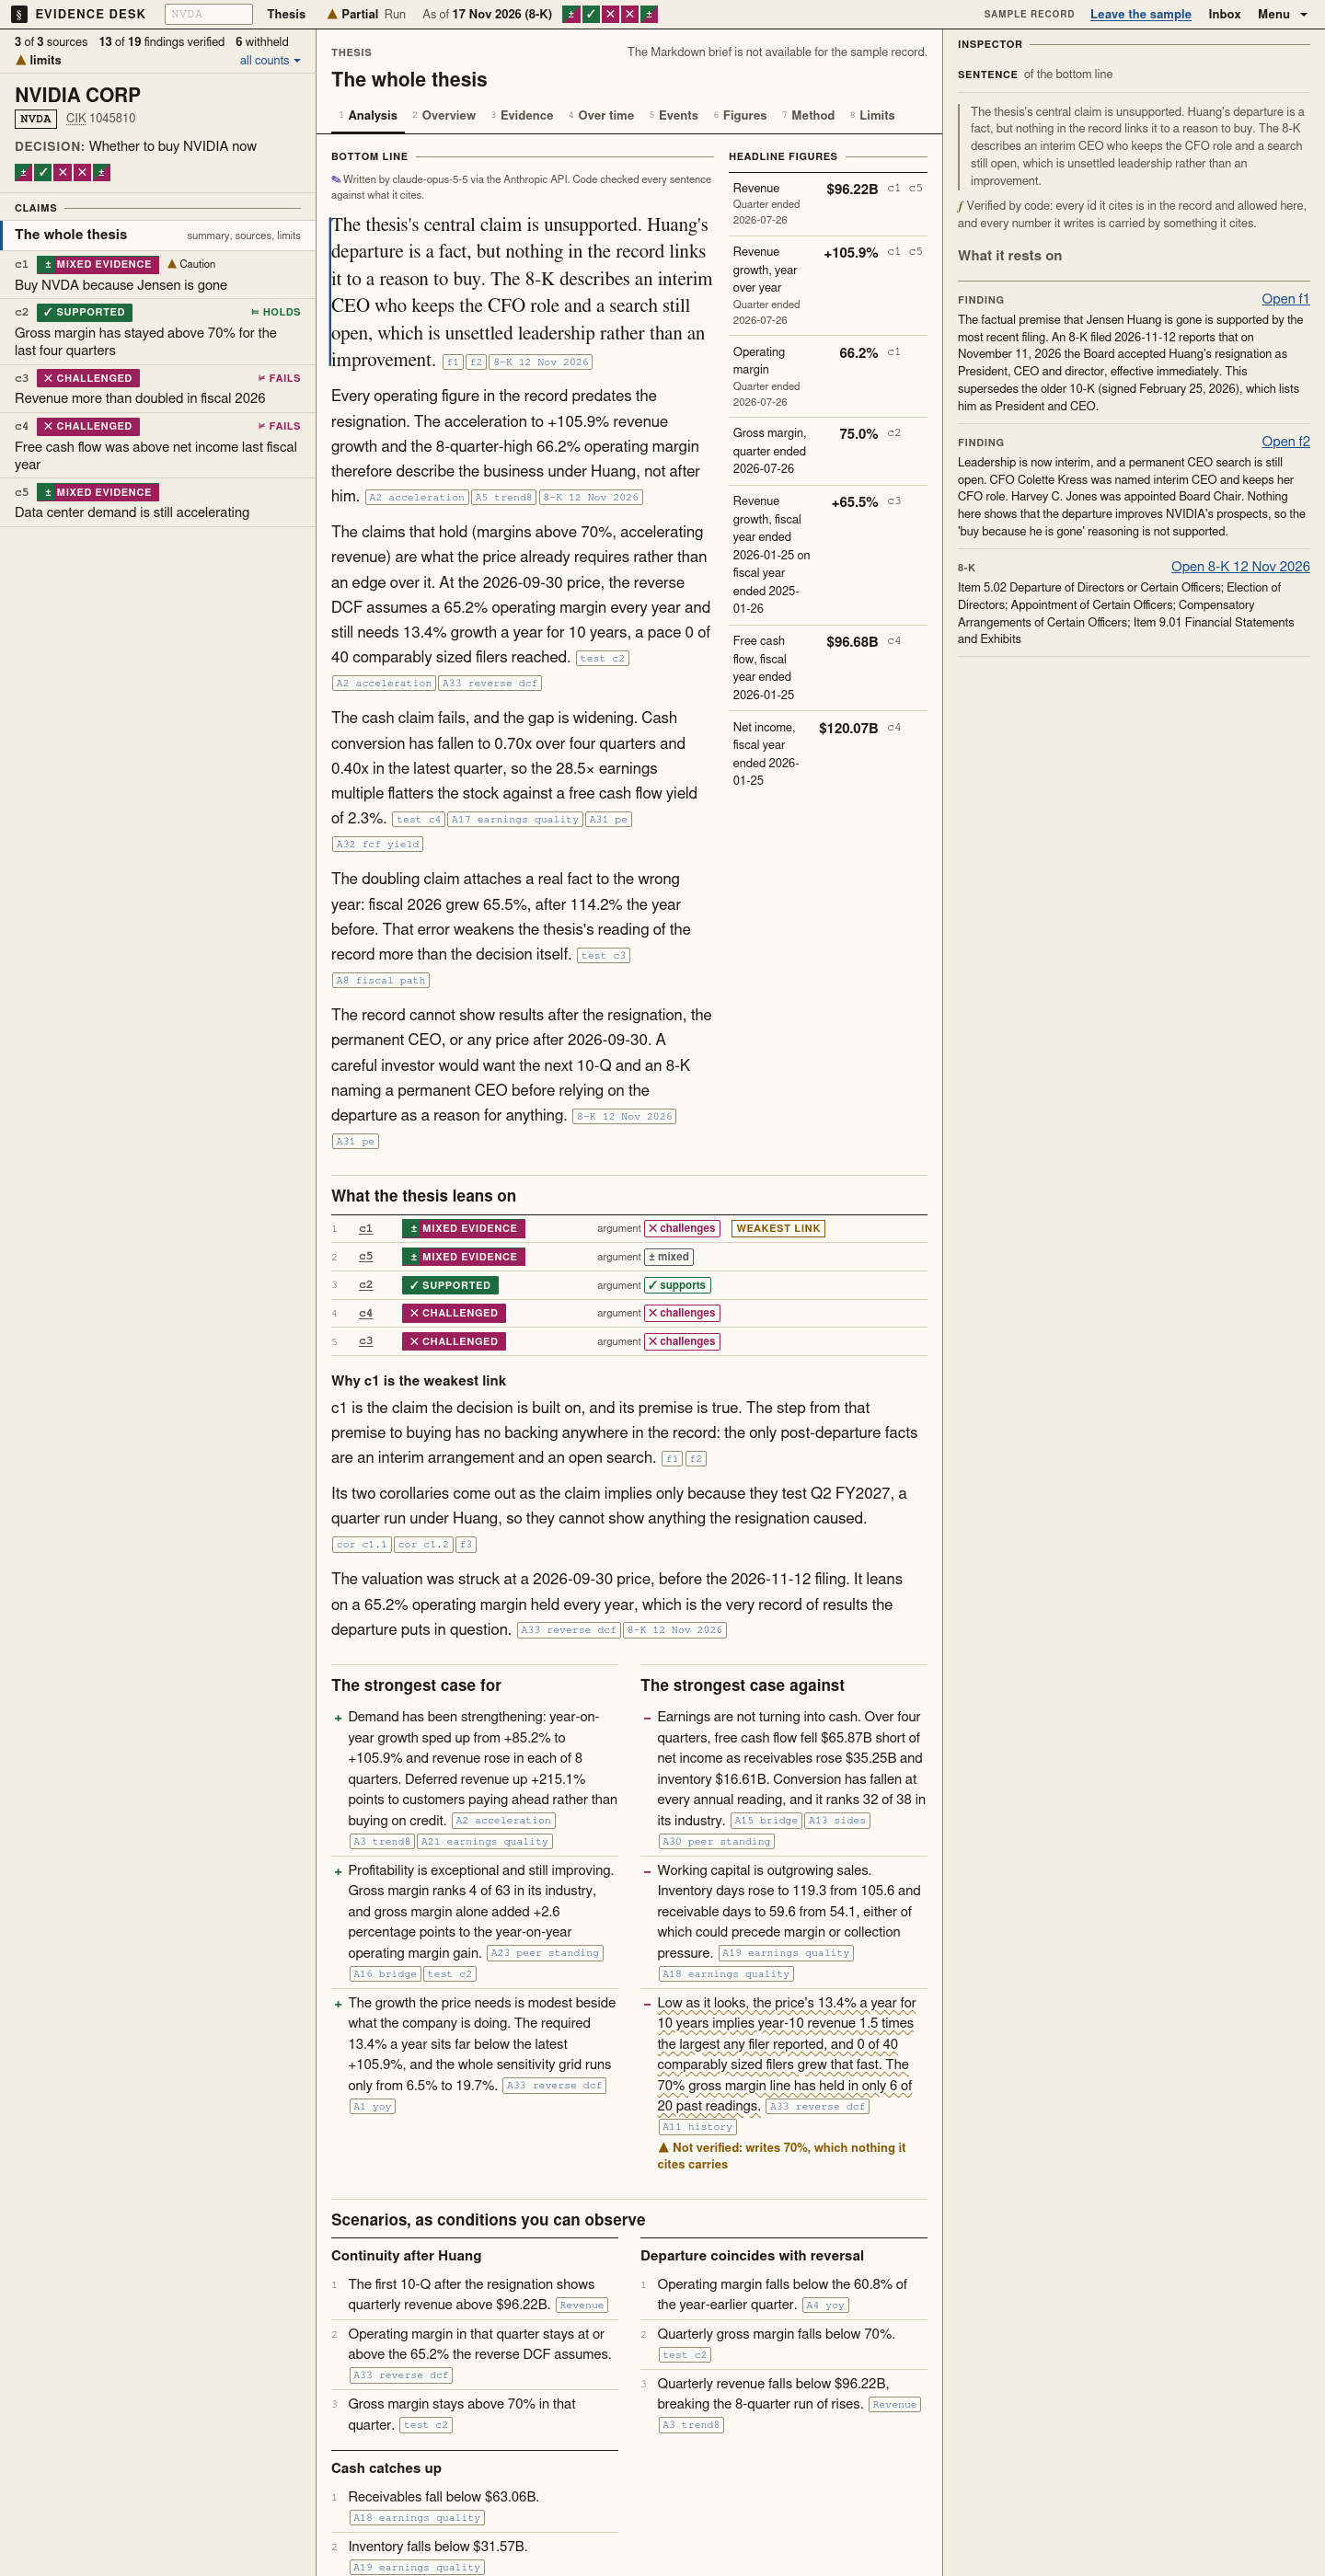 § EVIDENCE DESK NVDA Thesis ▲ Partial Run As of 17 Nov 2026 (8-K) ± ✓ ✕ ✕ ± SAMPLE RECORD Leave the sample Inbox Menu
3 of 3 sources 13 of 19 findings verified 6 withheld
▲ limits all counts
NVIDIA CORP
NVDA CIK 1045810
DECISION: Whether to buy NVIDIA now
± ✓ ✕ ✕ ±
CLAIMS
The whole thesis summary, sources, limits
c1 ± MIXED EVIDENCE ▲ Caution
Buy NVDA because Jensen is gone
c2 ✓ SUPPORTED ⊨ HOLDS
Gross margin has stayed above 70% for the
last four quarters
c3 ✕ CHALLENGED ⊭ FAILS
Revenue more than doubled in fiscal 2026
c4 ✕ CHALLENGED ⊭ FAILS
Free cash flow was above net income last fiscal
year
c5 ± MIXED EVIDENCE
Data center demand is still accelerating
THESIS The Markdown brief is not available for the sample record.
The whole thesis
1 Analysis 2 Overview 3 Evidence 4 Over time 5 Events 6 Figures 7 Method 8 Limits
BOTTOM LINE
✎ Written by claude-opus-5-5 via the Anthropic API. Code checked every sentence
against what it cites.
The thesis's central claim is unsupported. Huang's
departure is a fact, but nothing in the record links
it to a reason to buy. The 8-K describes an interim
CEO who keeps the CFO role and a search still
open, which is unsettled leadership rather than an
improvement. f1 f2 8-K 12 Nov 2026
Every operating figure in the record predates the
resignation. The acceleration to +105.9% revenue
growth and the 8-quarter-high 66.2% operating margin
therefore describe the business under Huang, not after
him. A2 acceleration A5 trend8 8-K 12 Nov 2026
The claims that hold (margins above 70%, accelerating
revenue) are what the price already requires rather than
an edge over it. At the 2026-09-30 price, the reverse
DCF assumes a 65.2% operating margin every year and
still needs 13.4% growth a year for 10 years, a pace 0 of
40 comparably sized filers reached. test c2
A2 acceleration A33 reverse dcf
The cash claim fails, and the gap is widening. Cash
conversion has fallen to 0.70x over four quarters and
0.40x in the latest quarter, so the 28.5× earnings
multiple flatters the stock against a free cash flow yield
of 2.3%. test c4 A17 earnings quality A31 pe
A32 fcf yield
The doubling claim attaches a real fact to the wrong
year: fiscal 2026 grew 65.5%, after 114.2% the year
before. That error weakens the thesis's reading of the
record more than the decision itself. test c3
A8 fiscal path
The record cannot show results after the resignation, the
permanent CEO, or any price after 2026-09-30. A
careful investor would want the next 10-Q and an 8-K
naming a permanent CEO before relying on the
departure as a reason for anything. 8-K 12 Nov 2026
A31 pe
HEADLINE FIGURES
Revenue $96.22B c1 c5
Quarter ended
2026-07-26
Revenue +105.9% c1 c5
growth, year
over year
Quarter ended
2026-07-26
Operating 66.2% c1
margin
Quarter ended
2026-07-26
Gross margin, 75.0% c2
quarter ended
2026-07-26
Revenue +65.5% c3
growth, fiscal
year ended
2026-01-25 on
fiscal year
ended 2025-
01-26
Free cash $96.68B c4
flow, fiscal
year ended
2026-01-25
Net income, $120.07B c4
fiscal year
ended 2026-
01-25
What the thesis leans on
1 c1 ± MIXED EVIDENCE argument ✕ challenges WEAKEST LINK
2 c5 ± MIXED EVIDENCE argument ± mixed
3 c2 ✓ SUPPORTED argument ✓ supports
4 c4 ✕ CHALLENGED argument ✕ challenges
5 c3 ✕ CHALLENGED argument ✕ challenges
Why c1 is the weakest link
c1 is the claim the decision is built on, and its premise is true. The step from that
premise to buying has no backing anywhere in the record: the only post-departure facts
are an interim arrangement and an open search. f1 f2
Its two corollaries come out as the claim implies only because they test Q2 FY2027, a
quarter run under Huang, so they cannot show anything the resignation caused.
cor c1.1 cor c1.2 f3
The valuation was struck at a 2026-09-30 price, before the 2026-11-12 filing. It leans
on a 65.2% operating margin held every year, which is the very record of results the
departure puts in question. A33 reverse dcf 8-K 12 Nov 2026
The strongest case for
+ Demand has been strengthening: year-on-
year growth sped up from +85.2% to
+105.9% and revenue rose in each of 8
quarters. Deferred revenue up +215.1%
points to customers paying ahead rather than
buying on credit. A2 acceleration
A3 trend8 A21 earnings quality
+ Profitability is exceptional and still improving.
Gross margin ranks 4 of 63 in its industry,
and gross margin alone added +2.6
percentage points to the year-on-year
operating margin gain. A23 peer standing
A16 bridge test c2
+ The growth the price needs is modest beside
what the company is doing. The required
13.4% a year sits far below the latest
+105.9%, and the whole sensitivity grid runs
only from 6.5% to 19.7%. A33 reverse dcf
A1 yoy
The strongest case against
− Earnings are not turning into cash. Over four
quarters, free cash flow fell $65.87B short of
net income as receivables rose $35.25B and
inventory $16.61B. Conversion has fallen at
every annual reading, and it ranks 32 of 38 in
its industry. A15 bridge A13 sides
A30 peer standing
− Working capital is outgrowing sales.
Inventory days rose to 119.3 from 105.6 and
receivable days to 59.6 from 54.1, either of
which could precede margin or collection
pressure. A19 earnings quality
A18 earnings quality
− Low as it looks, the price's 13.4% a year for
10 years implies year-10 revenue 1.5 times
the largest any filer reported, and 0 of 40
comparably sized filers grew that fast. The
70% gross margin line has held in only 6 of
20 past readings. A33 reverse dcf
A11 history
▲ Not verified: writes 70%, which nothing it
cites carries
Scenarios, as conditions you can observe
Continuity after Huang
1 The first 10-Q after the resignation shows
quarterly revenue above $96.22B. Revenue
2 Operating margin in that quarter stays at or
above the 65.2% the reverse DCF assumes.
A33 reverse dcf
3 Gross margin stays above 70% in that
quarter. test c2
Departure coincides with reversal
1 Operating margin falls below the 60.8% of
the year-earlier quarter. A4 yoy
2 Quarterly gross margin falls below 70%.
test c2
3 Quarterly revenue falls below $96.22B,
breaking the 8-quarter run of rises. Revenue
A3 trend8
Cash catches up
1 Receivables fall below $63.06B.
A18 earnings quality
2 Inventory falls below $31.57B.
A19 earnings quality
INSPECTOR
SENTENCE of the bottom line
The thesis's central claim is unsupported. Huang's departure is a
fact, but nothing in the record links it to a reason to buy. The 8-K
describes an interim CEO who keeps the CFO role and a search
still open, which is unsettled leadership rather than an
improvement.
ƒ Verified by code: every id it cites is in the record and allowed here,
and every number it writes is carried by something it cites.
What it rests on
FINDING Open f1
The factual premise that Jensen Huang is gone is supported by the
most recent filing. An 8-K filed 2026-11-12 reports that on
November 11, 2026 the Board accepted Huang's resignation as
President, CEO and director, effective immediately. This
supersedes the older 10-K (signed February 25, 2026), which lists
him as President and CEO.
FINDING Open f2
Leadership is now interim, and a permanent CEO search is still
open. CFO Colette Kress was named interim CEO and keeps her
CFO role. Harvey C. Jones was appointed Board Chair. Nothing
here shows that the departure improves NVIDIA's prospects, so the
'buy because he is gone' reasoning is not supported.
8-K Open 8-K 12 Nov 2026
Item 5.02 Departure of Directors or Certain Officers; Election of
Directors; Appointment of Certain Officers; Compensatory
Arrangements of Certain Officers; Item 9.01 Financial Statements
and Exhibits